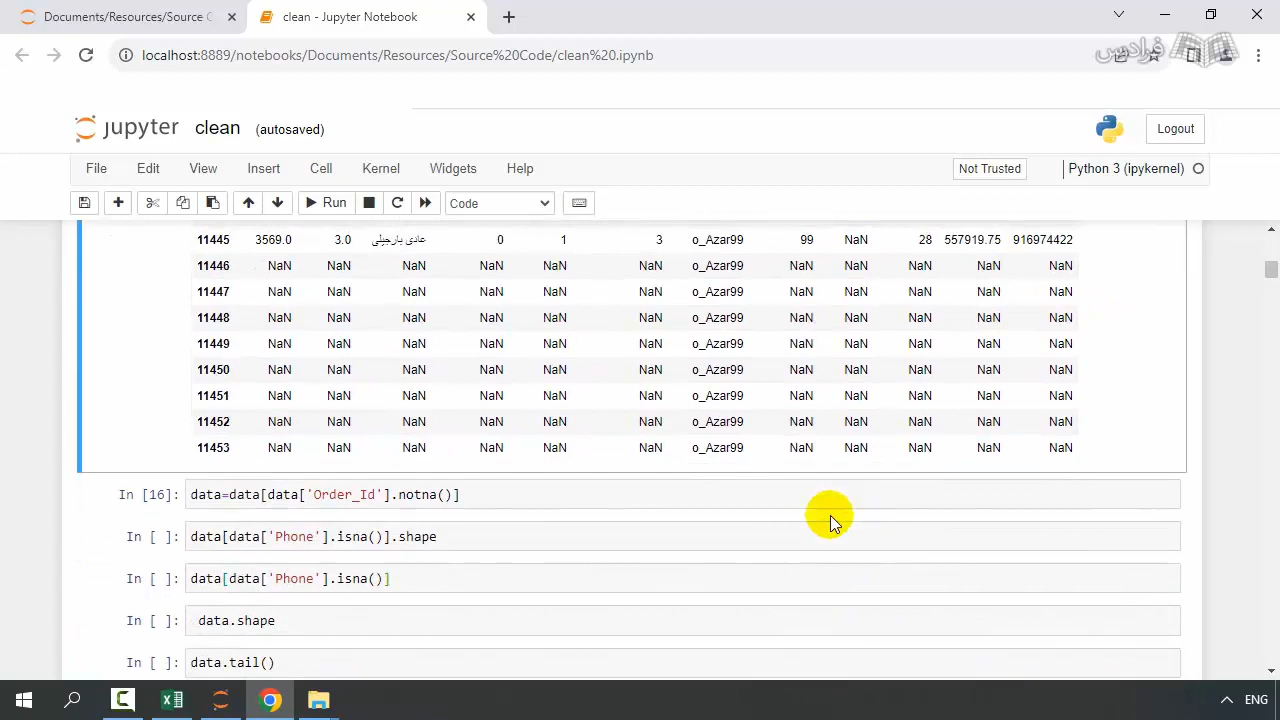 Documents/Resources/Source C
clean - Jupyter Notebook
localhost:8889/notebooks/Documents/Resources/Source%20Code/clean%20.ipynb
فرادرس
jupyter clean (autosaved)
Logout
File Edit View Insert Cell Kernel Widgets Help
Not Trusted
Python 3 (ipykernel)
Run
Code
11445 3569.0 3.0 عادی پارچیلی 0 1 3 o_Azar99 99 NaN 28 557919.75 916974422
11446 NaN NaN NaN NaN NaN NaN o_Azar99 NaN NaN NaN NaN NaN
11447 NaN NaN NaN NaN NaN NaN o_Azar99 NaN NaN NaN NaN NaN
11448 NaN NaN NaN NaN NaN NaN o_Azar99 NaN NaN NaN NaN NaN
11449 NaN NaN NaN NaN NaN NaN o_Azar99 NaN NaN NaN NaN NaN
11450 NaN NaN NaN NaN NaN NaN o_Azar99 NaN NaN NaN NaN NaN
11451 NaN NaN NaN NaN NaN NaN o_Azar99 NaN NaN NaN NaN NaN
11452 NaN NaN NaN NaN NaN NaN o_Azar99 NaN NaN NaN NaN NaN
11453 NaN NaN NaN NaN NaN NaN o_Azar99 NaN NaN NaN NaN NaN
In [16]: data=data[data['Order_Id'].notna()]
In [ ]: data[data['Phone'].isna()].shape
In [ ]: data[data['Phone'].isna()]
In [ ]: data.shape
In [ ]: data.tail()
ENG